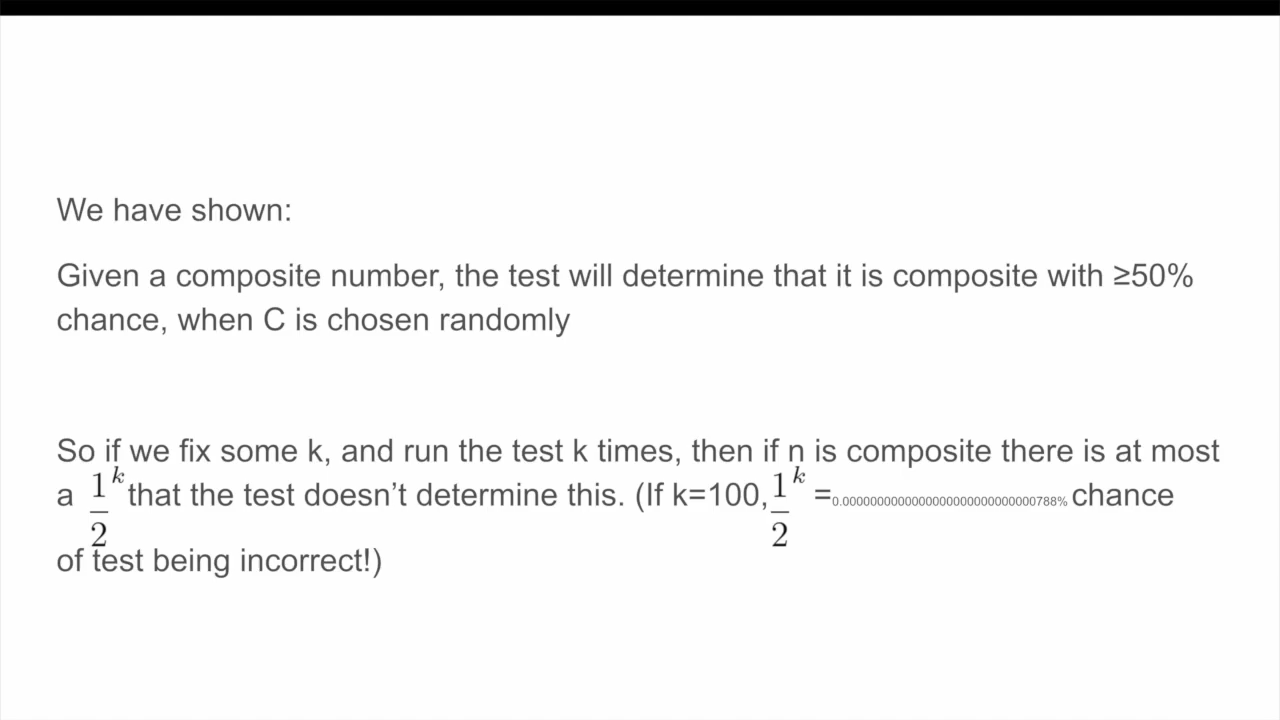 We have shown:
Given a composite number, the test will determine that it is composite with ≥50%
chance, when C is chosen randomly
So if we fix some k, and run the test k times, then if n is composite there is at most
a \frac{1}{2}^k that the test doesn’t determine this. (If k=100, \frac{1}{2}^k =0.0000000000000000000000000000788% chance
of test being incorrect!)